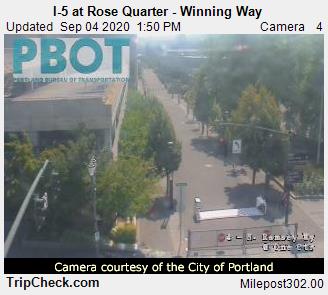 I-5 at Rose Quarter - Winning Way
Updated Sep 04 2020 1:50 PM Camera 4
PBOT
PORTLAND BUREAU OF TRANSPORTATION
Camera courtesy of the City of Portland
TripCheck.com Milepost302.00